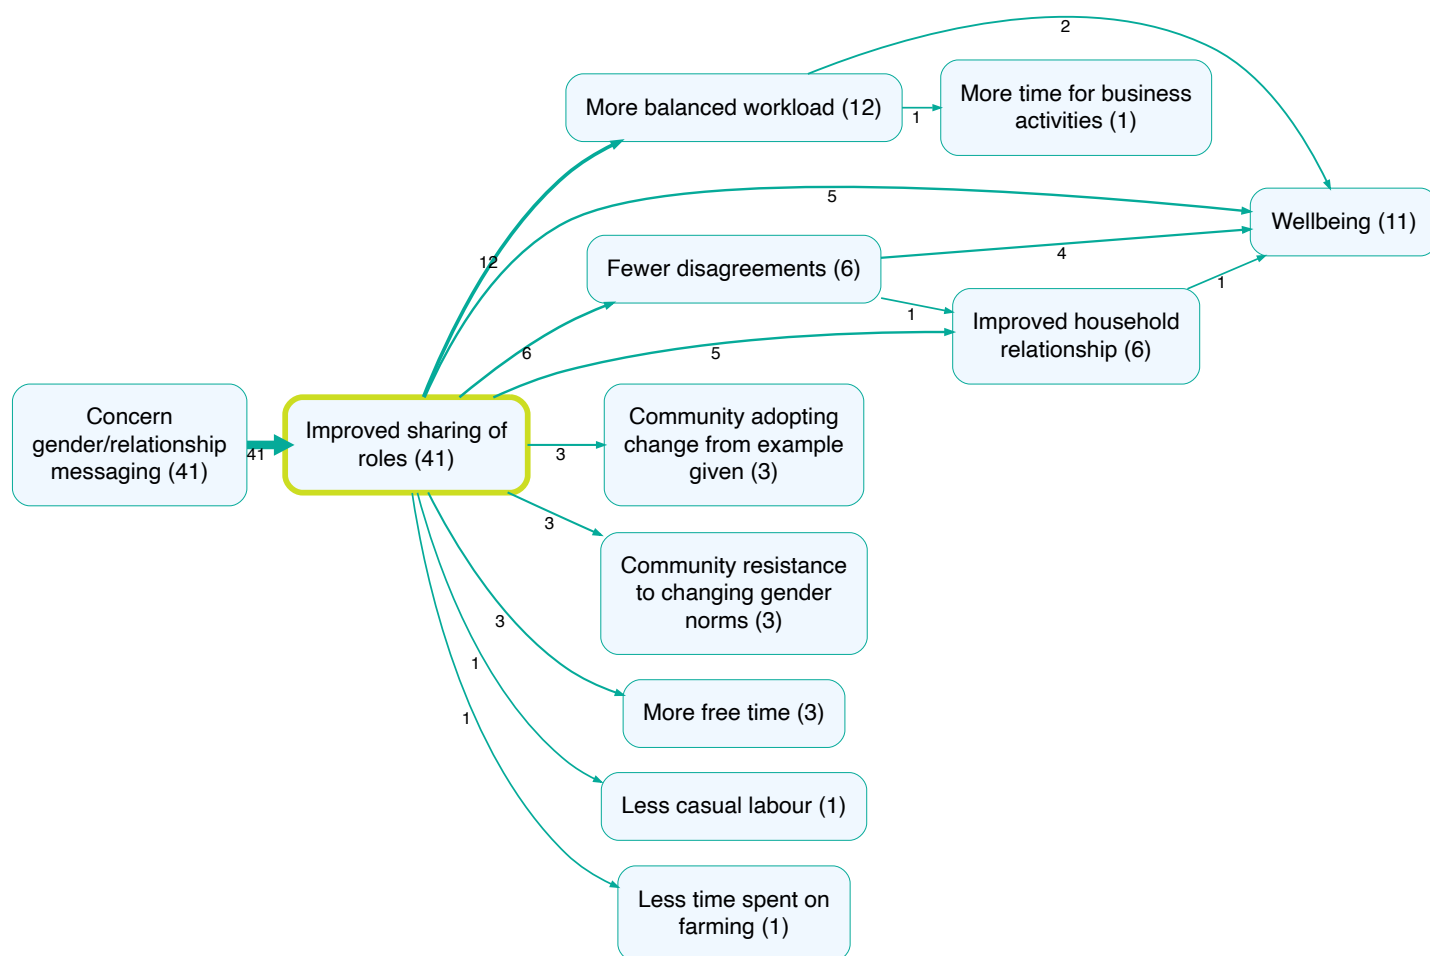 2
More balanced workload (12)
1
More time for business
activities (1)
5
Wellbeing (11)
12
Fewer disagreements (6)
4
1
1
Improved household
relationship (6)
6
5
Concern
gender/relationship
messaging (41)
41
Improved sharing of
roles (41)
3
Community adopting
change from example
given (3)
3
Community resistance
to changing gender
norms (3)
3
More free time (3)
1
Less casual labour (1)
1
Less time spent on
farming (1)